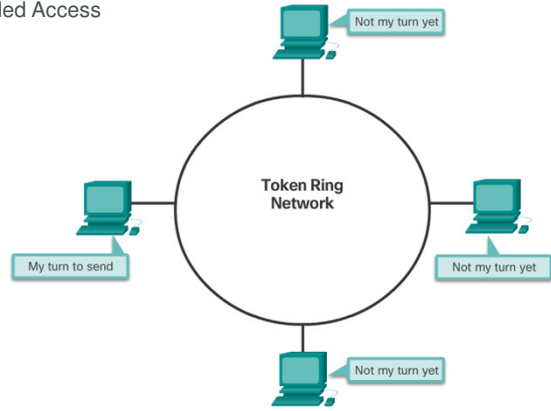 led Access
Not my turn yet
Token Ring
Network
My turn to send
Not my turn yet
Not my turn yet